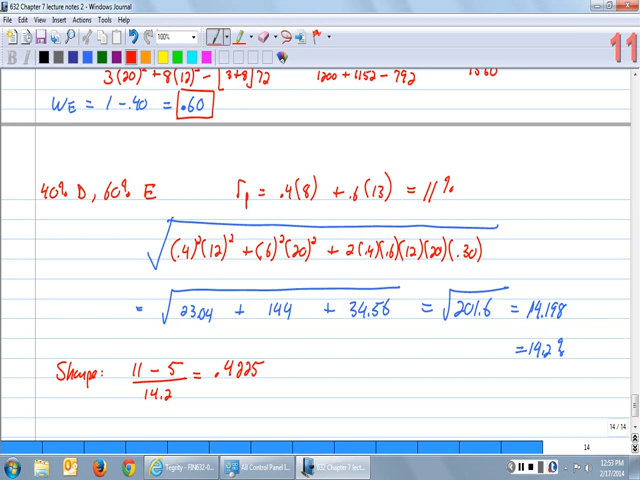 632 Chapter 7 lecture notes 2 - Windows Journal
File Edit View Insert Actions Tools Help
100%
11
3(20)² + 8(12)² - [3+8]72 1200 + 1152 - 792 1560
W_E = 1 - .40 = .60
40% D, 60% E r_p = .4(8) + .6(13) = 11%
√(.4)²(12)² + (.6)²(20)² + 2(.4)(.6)(12)(20)(.30)
= √23.04 + 144 + 34.56 = √201.6 = 14.198
= 14.2%
Sharpe: 11 - 5 = .4225
14.2
14 / 14
14
Tegrity - FIN632-0... All Control Panel I... 632 Chapter 7 lect...
12:53 PM
2/17/2014